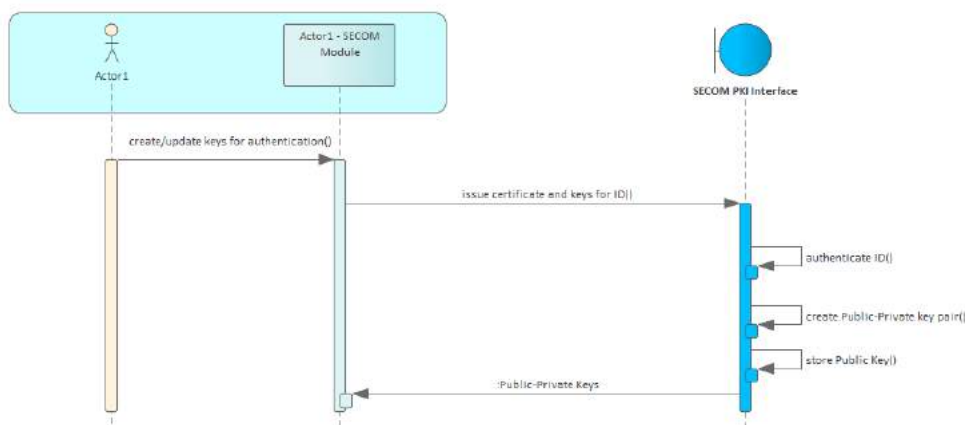 Actor1 - SECOM
Module
Actor1
SECOM PKI Interface
create/update keys for authentication()
issue certificate and keys for ID()
authenticate ID()
create Public-Private key pair()
store Public Key()
:Public-Private Keys